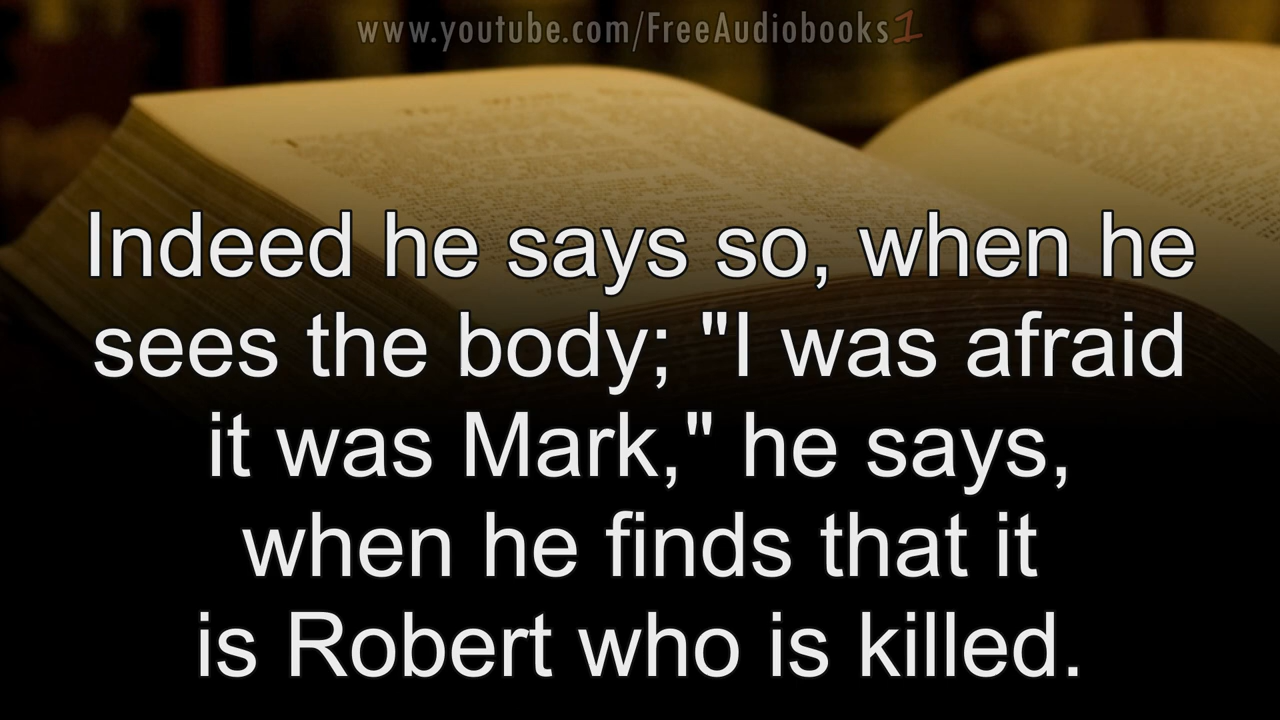 www.youtube.com/FreeAudiobooks1
Indeed he says so, when he
sees the body; "I was afraid
it was Mark," he says,
when he finds that it
is Robert who is killed.